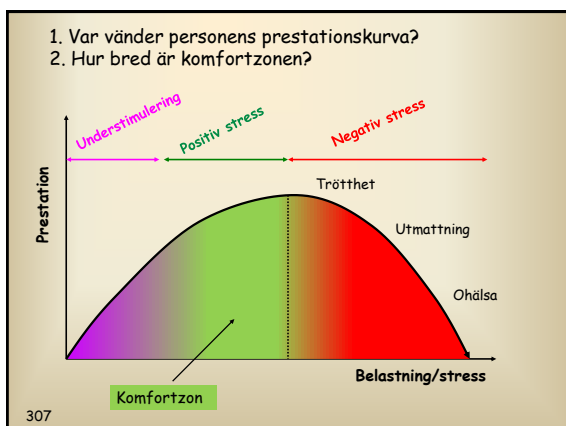 1. Var vänder personens prestationskurva?
2. Hur bred är komfortzonen?
Understimulering
Positiv stress
Negativ stress
Prestation
Trötthet
Utmattning
Ohälsa
Belastning/stress
Komfortzon
307